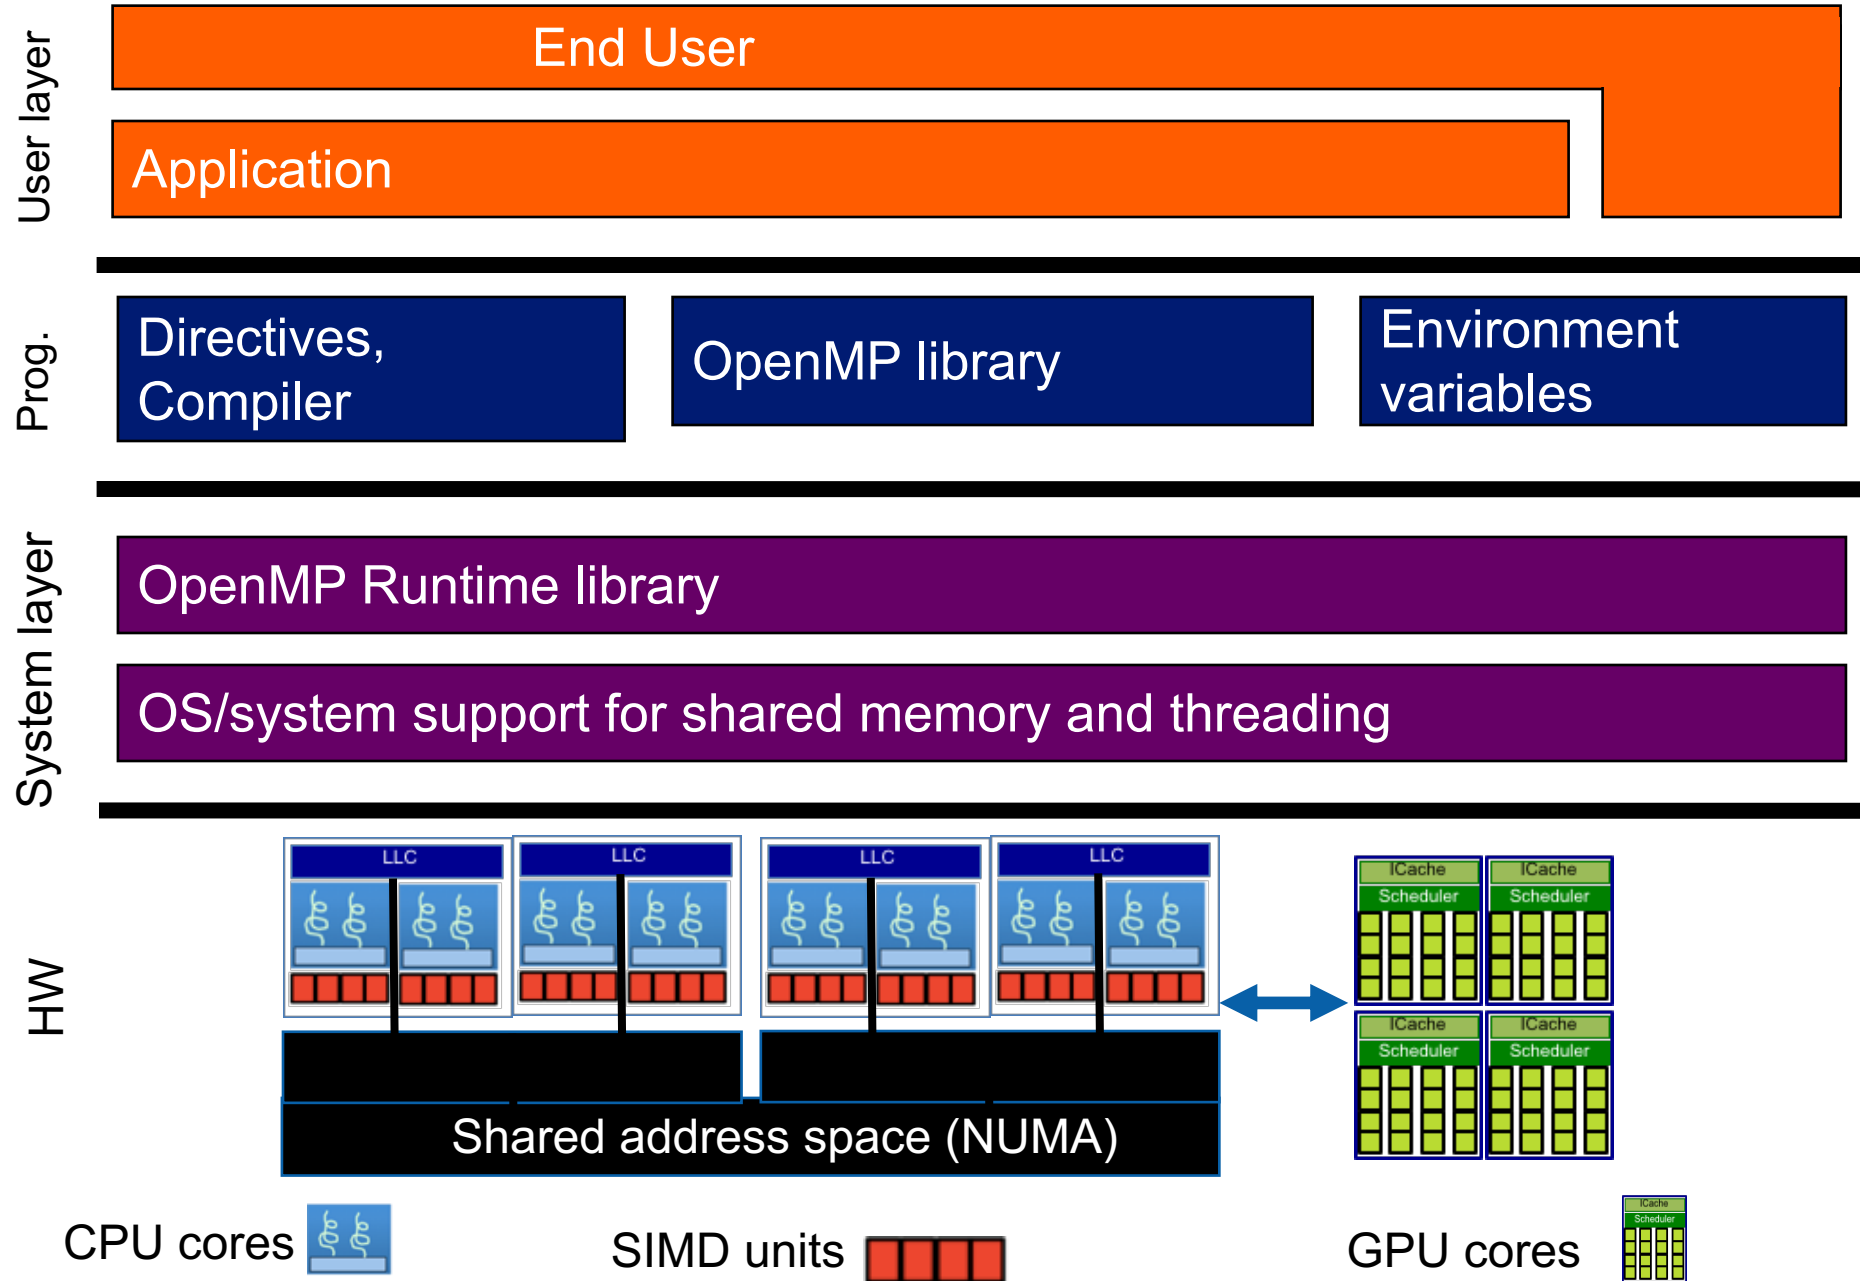 User layer
End User
Application
Prog.
Directives,
Compiler
OpenMP library
Environment
variables
System layer
OpenMP Runtime library
OS/system support for shared memory and threading
HW
LLC
LLC
LLC
LLC
ICache
Scheduler
ICache
Scheduler
ICache
Scheduler
ICache
Scheduler
Shared address space (NUMA)
CPU cores
SIMD units
GPU cores
ICache
Scheduler